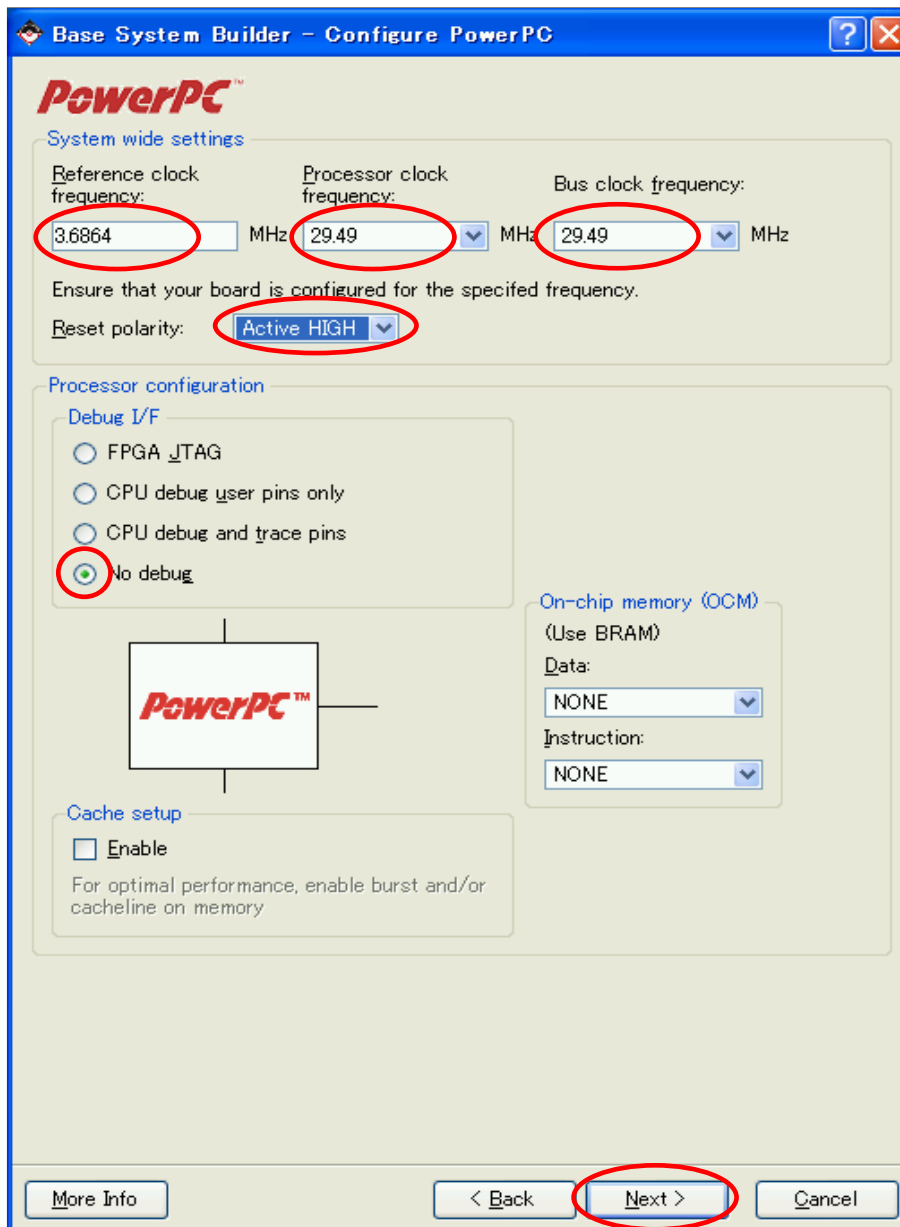 Base System Builder - Configure PowerPC
PowerPC™
System wide settings
Reference clock frequency:
Processor clock frequency:
Bus clock frequency:
3.6864 MHz 29.49 MHz 29.49 MHz
Ensure that your board is configured for the specifed frequency.
Reset polarity: Active HIGH
Processor configuration
Debug I/F
FPGA JTAG
CPU debug user pins only
CPU debug and trace pins
No debug
On-chip memory (OCM)
(Use BRAM)
Data:
NONE
Instruction:
NONE
PowerPC™
Cache setup
Enable
For optimal performance, enable burst and/or
cacheline on memory
More Info < Back Next > Cancel